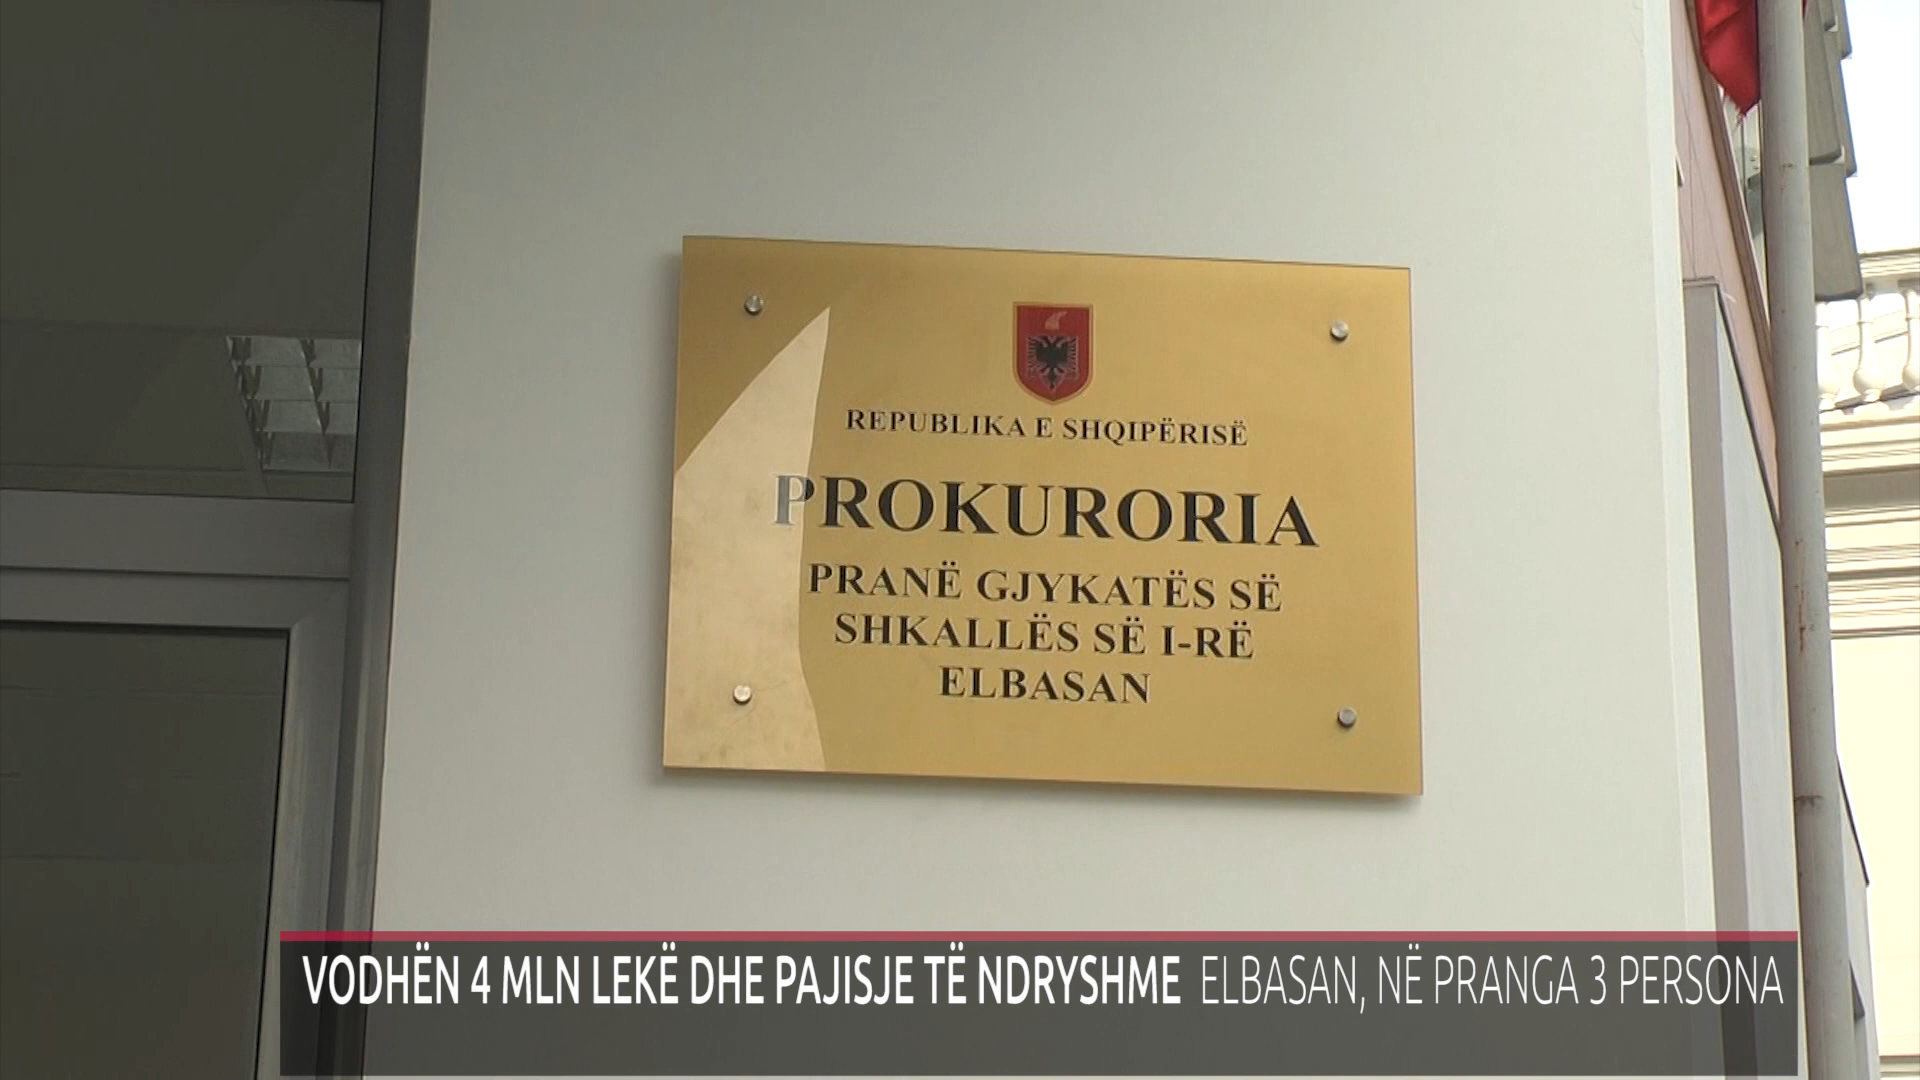 REPUBLIKA E SHQIPËRISË
PROKURORIA
PRANË GJYKATËS SË
SHKALLËS SË I-RË
ELBASAN
VODHËN 4 MLN LEKË DHE PAJISJE TË NDRYSHME ELBASAN, NË PRANGA 3 PERSONA